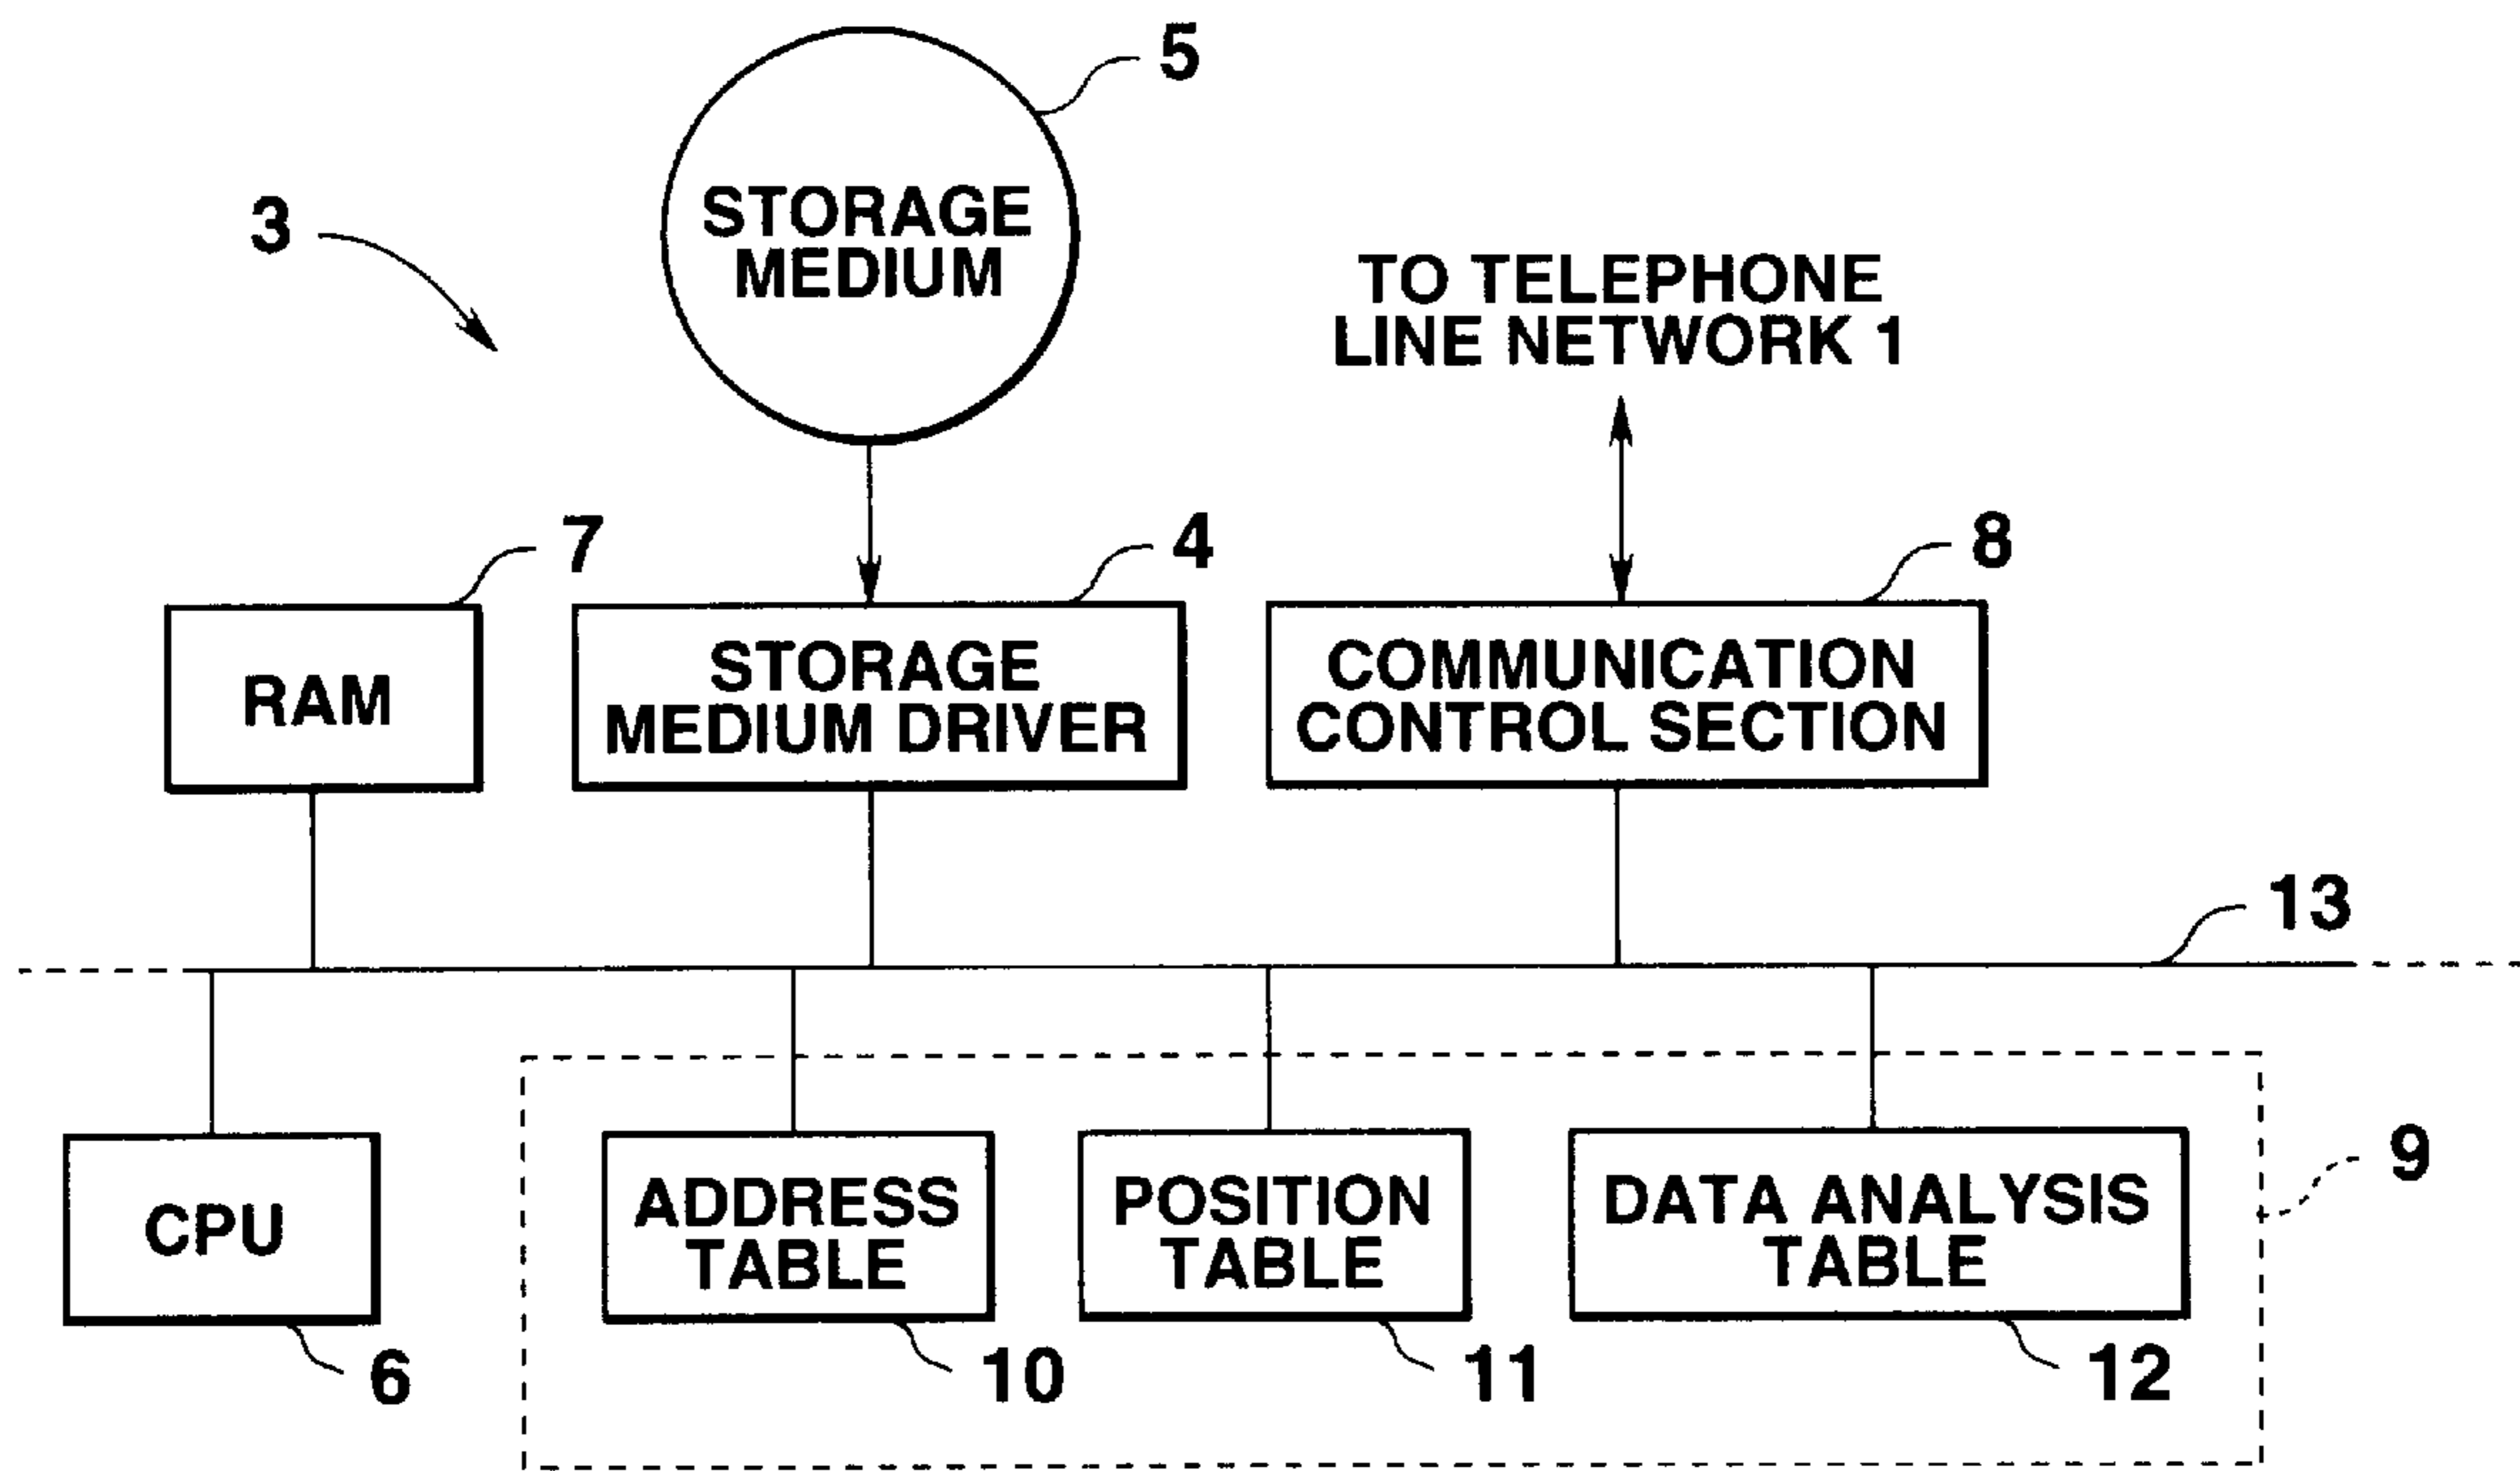 5
3
STORAGE
MEDIUM
TO TELEPHONE
LINE NETWORK 1
7
4
8
RAM
STORAGE
MEDIUM DRIVER
COMMUNICATION
CONTROL SECTION
13
9
CPU
ADDRESS
TABLE
POSITION
TABLE
DATA ANALYSIS
TABLE
6
10
11
12